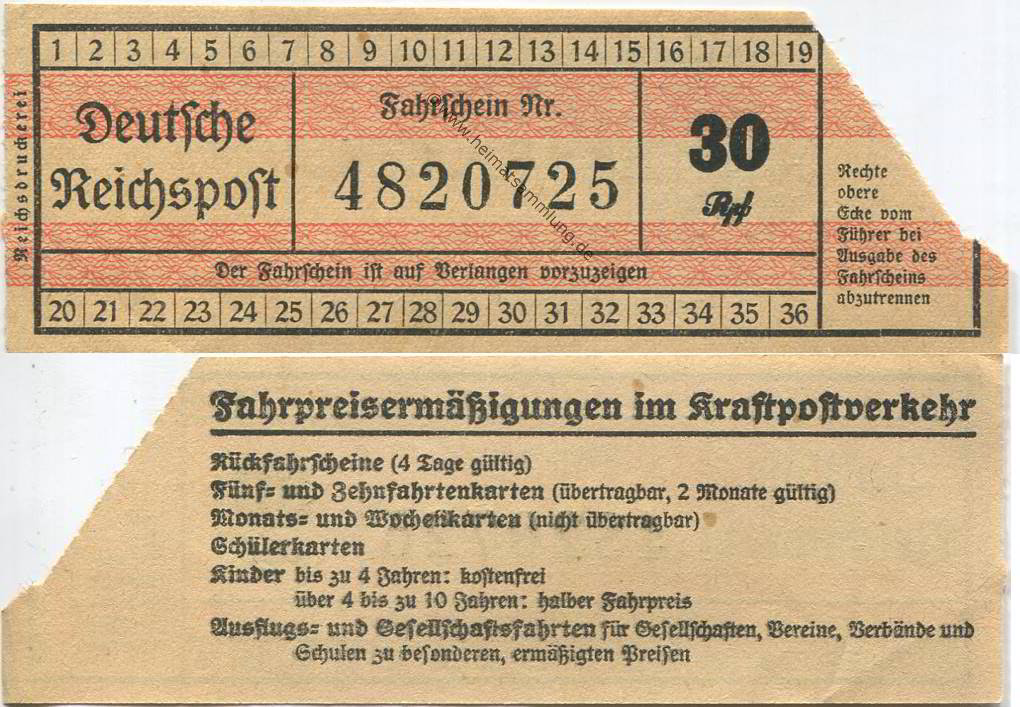 1 2 3 4 5 6 7 8 9 10 11 12 13 14 15 16 17 18 19
Reichsdruckerei
Deutsche
Reichspost
Fahrschein Nr.
4820725
30
Rpf
Rechte
obere
Ecke vom
Führer bei
Ausgabe des
Fahrscheins
abzutrennen
Der Fahrschein ist auf Verlangen vorzuzeigen
20 21 22 23 24 25 26 27 28 29 30 31 32 33 34 35 36
© www.heimatsammlung.de
Fahrpreisermäßigungen im Kraftpostverkehr
Rückfahrscheine (4 Tage gültig)
Fünf- und Zehnfahrtenkarten (übertragbar, 2 Monate gültig)
Monats- und Wochenkarten (nicht übertragbar)
Schülerkarten
Kinder bis zu 4 Jahren: kostenfrei
über 4 bis zu 10 Jahren: halber Fahrpreis
Ausflugs- und Gesellschaftsfahrten für Gesellschaften, Vereine, Verbände und
Schulen zu besonderen, ermäßigten Preisen